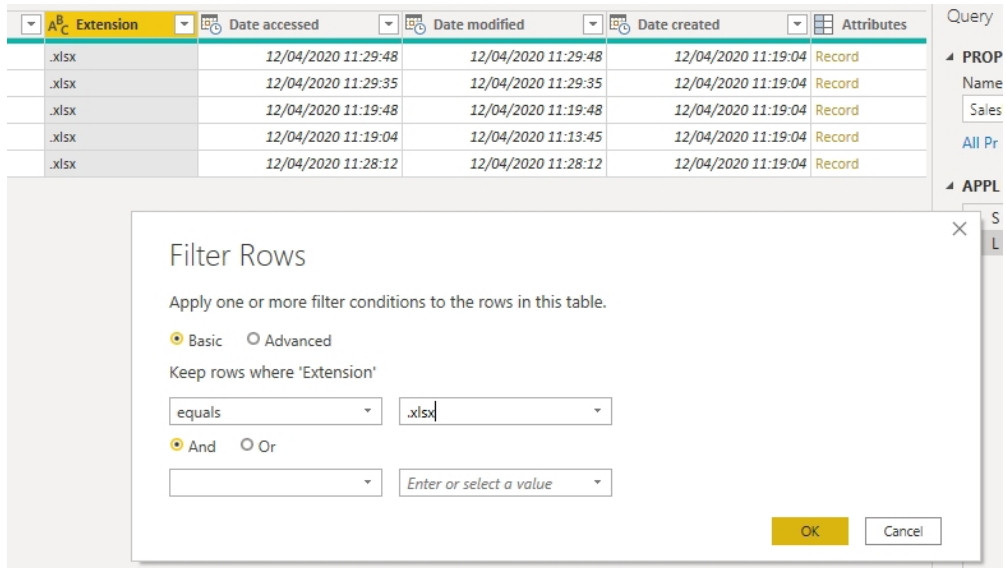 Query
ABC Extension Date accessed Date modified Date created Attributes
.xlsx 12/04/2020 11:29:48 12/04/2020 11:29:48 12/04/2020 11:19:04 Record
.xlsx 12/04/2020 11:29:35 12/04/2020 11:29:35 12/04/2020 11:19:04 Record
.xlsx 12/04/2020 11:19:48 12/04/2020 11:19:48 12/04/2020 11:19:04 Record
.xlsx 12/04/2020 11:19:04 12/04/2020 11:13:45 12/04/2020 11:19:04 Record
.xlsx 12/04/2020 11:28:12 12/04/2020 11:28:12 12/04/2020 11:19:04 Record
PROP
Name
Sales
All Pr
APPL
S
L
Filter Rows
Apply one or more filter conditions to the rows in this table.
Basic Advanced
Keep rows where 'Extension'
equals .xlsx
And Or
Enter or select a value
OK Cancel